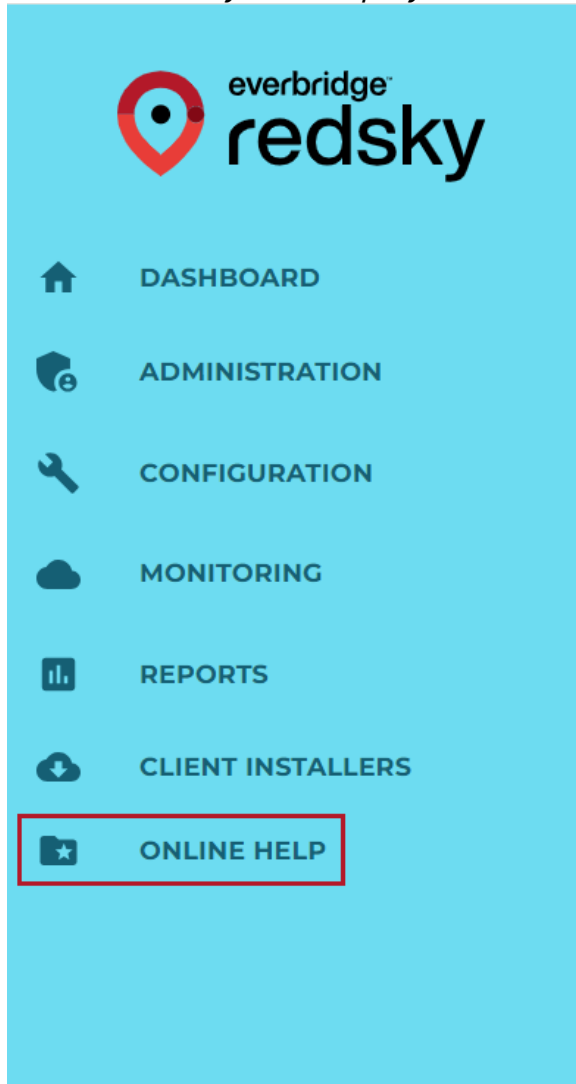 everbridge™
redsky
DASHBOARD
ADMINISTRATION
CONFIGURATION
MONITORING
REPORTS
CLIENT INSTALLERS
ONLINE HELP